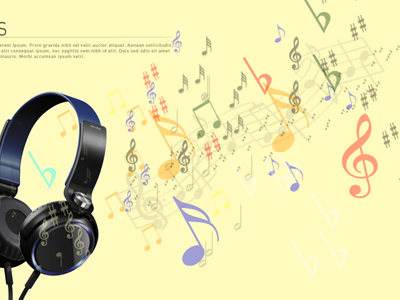 S
orem ipsum. Proin gravida nibh vel velit auctor aliquet. Aenean sollicitudin,
elit consequat ipsum, nec sagittis sem nibh id elit. Duis sed odio sit amet
mauris. Morbi accumsan ipsum velit.